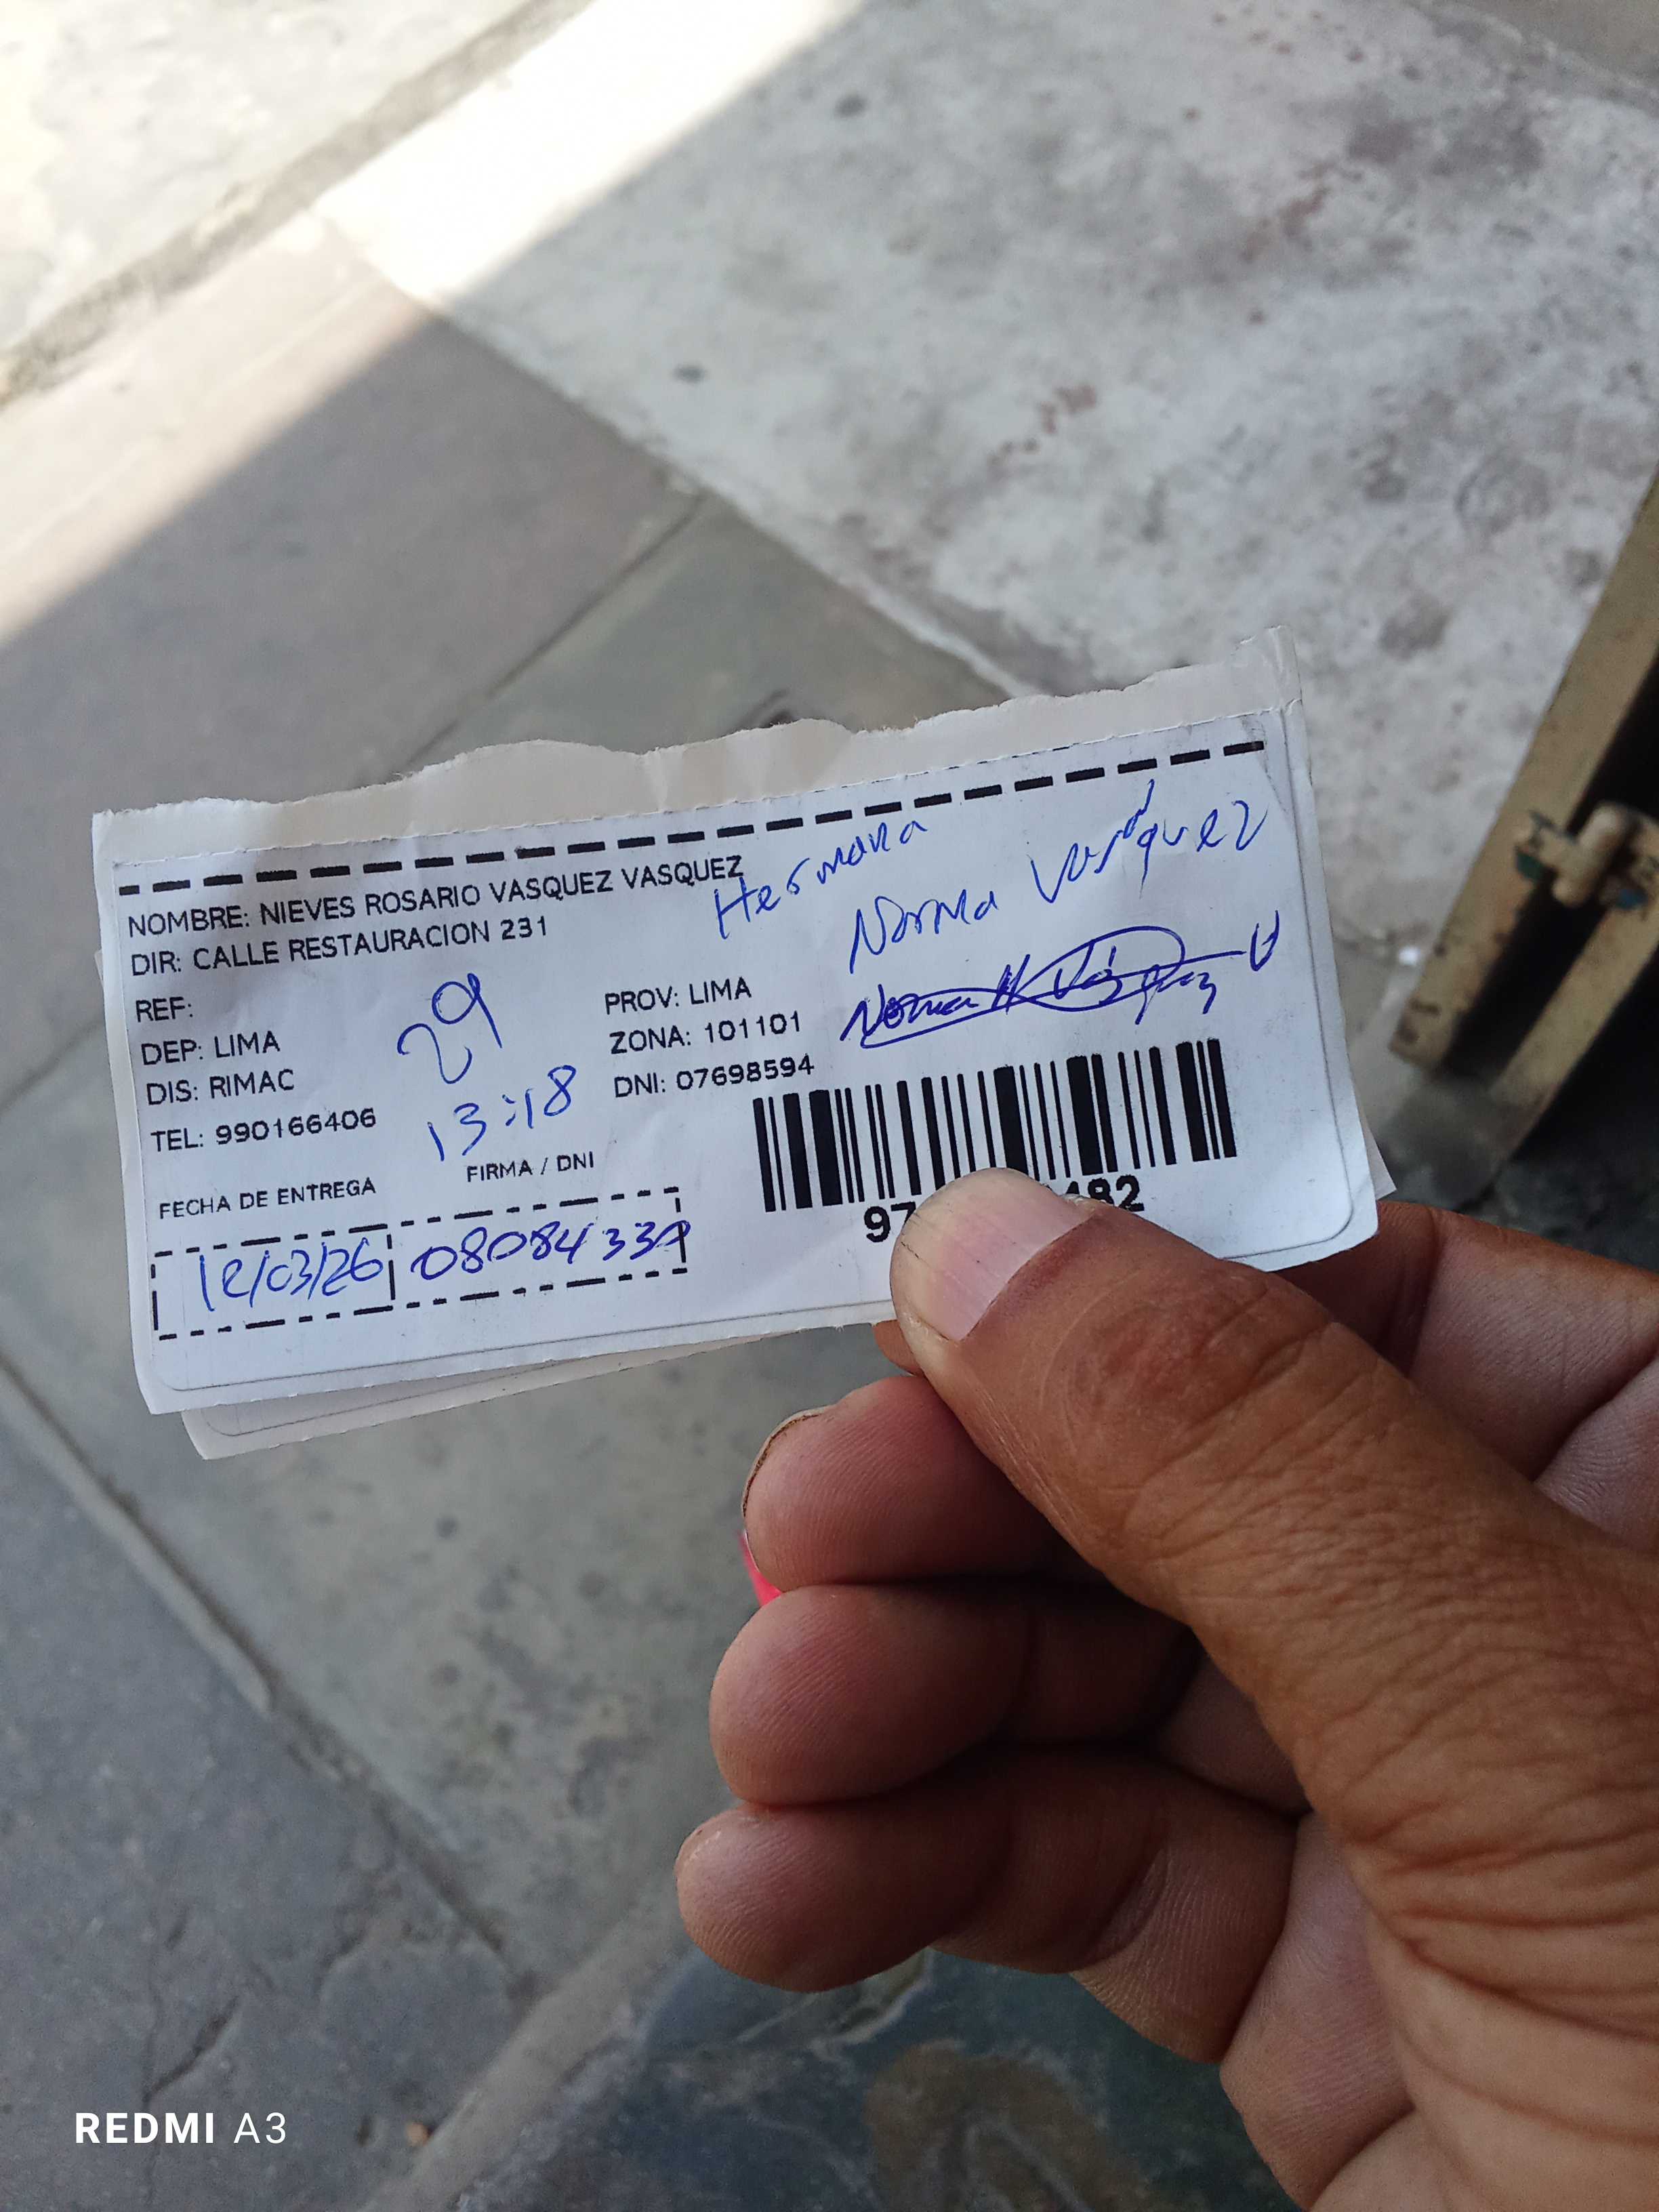 Hermana
NOMBRE: NIEVES ROSARIO VASQUEZ VASQUEZ
Norma Vasquez
DIR: CALLE RESTAURACION 231
REF:
29
PROV: LIMA
DEP: LIMA
ZONA: 101101
DIS: RIMAC
DNI: 07698594
TEL: 990166406
13:18
FECHA DE ENTREGA
FIRMA / DNI
12/03/26
REDMI A3